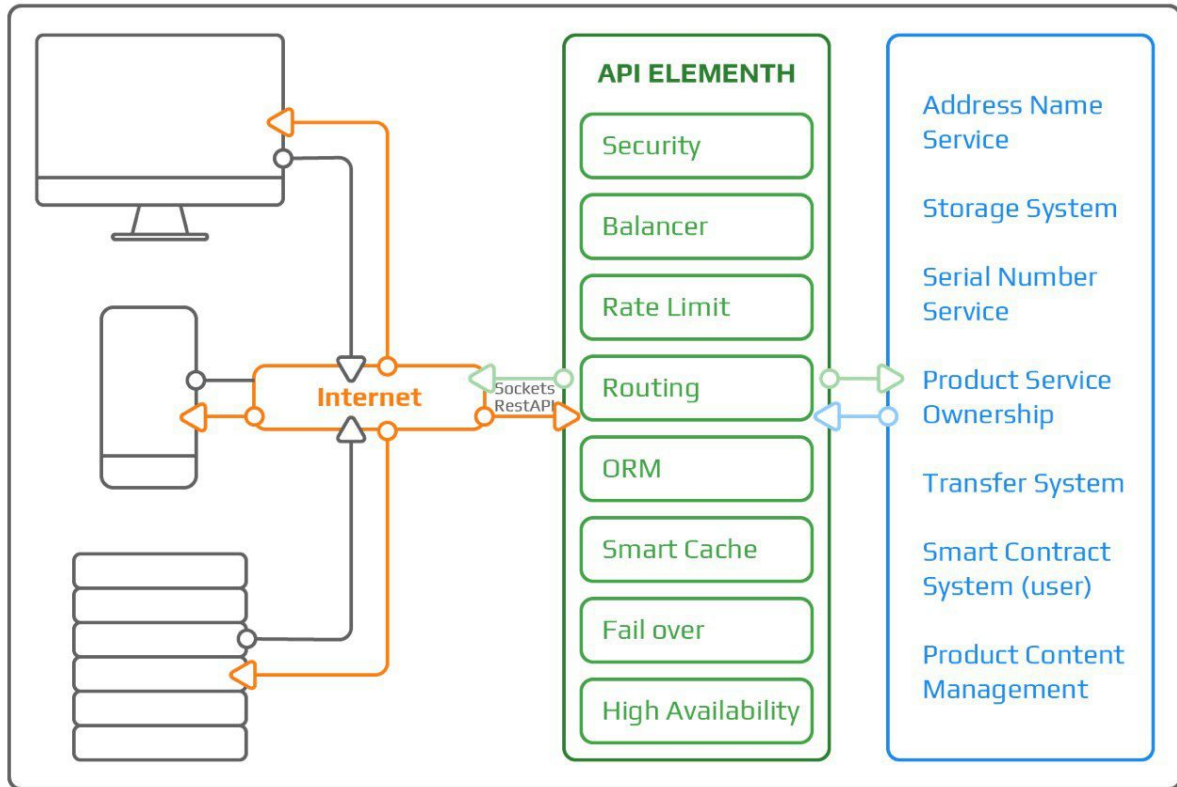 Internet
Sockets
RestAPI
API ELEMENTH
Security
Balancer
Rate Limit
Routing
ORM
Smart Cache
Fail over
High Availability
Address Name
Service
Storage System
Serial Number
Service
Product Service
Ownership
Transfer System
Smart Contract
System (user)
Product Content
Management